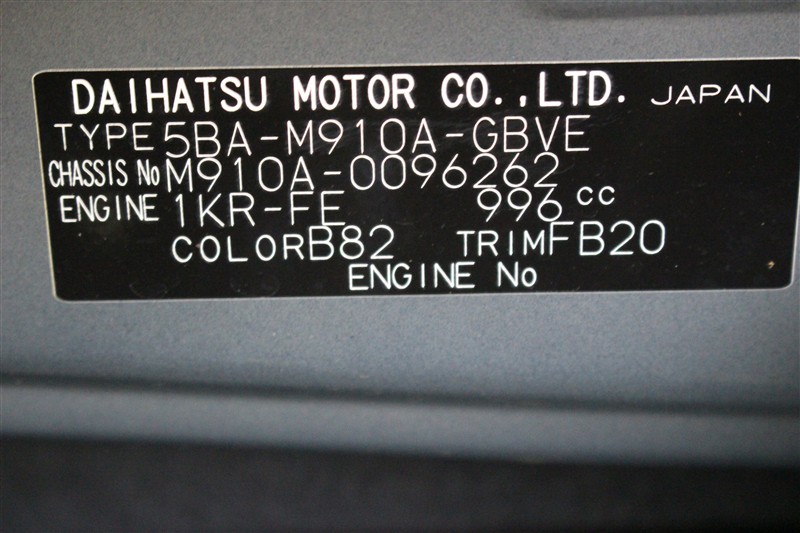 DAIHATSU MOTOR CO.,LTD. JAPAN
TYPE 5BA-M910A-GBVE
CHASSIS No M910A-0096262
ENGINE 1KR-FE 996 cc
COLOR B82 TRIM FB20
ENGINE No